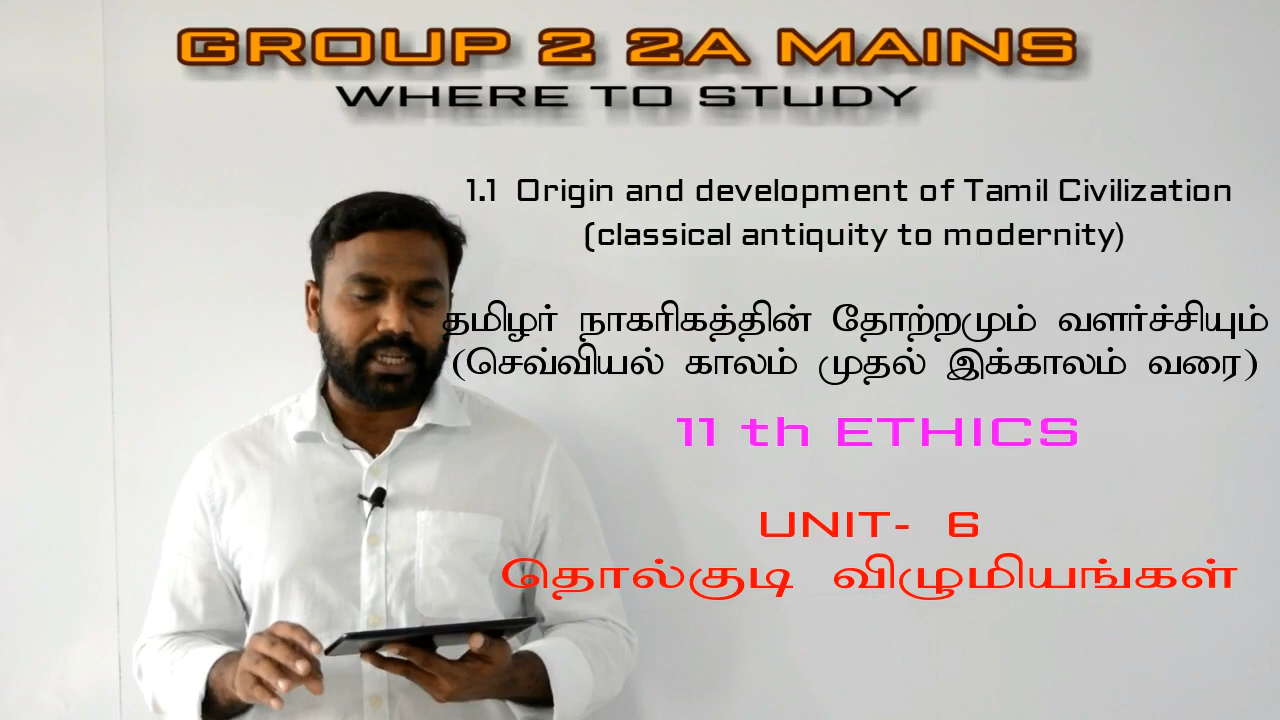 GROUP 2 2A MAINS
WHERE TO STUDY
1.1 Origin and development of Tamil Civilization
(classical antiquity to modernity)
தமிழர் நாகரிகத்தின் தோற்றமும் வளர்ச்சியும்
(செவ்வியல் காலம் முதல் இக்காலம் வரை)
11 th ETHICS
UNIT- 6
தொல்குடி விழுமியங்கள்